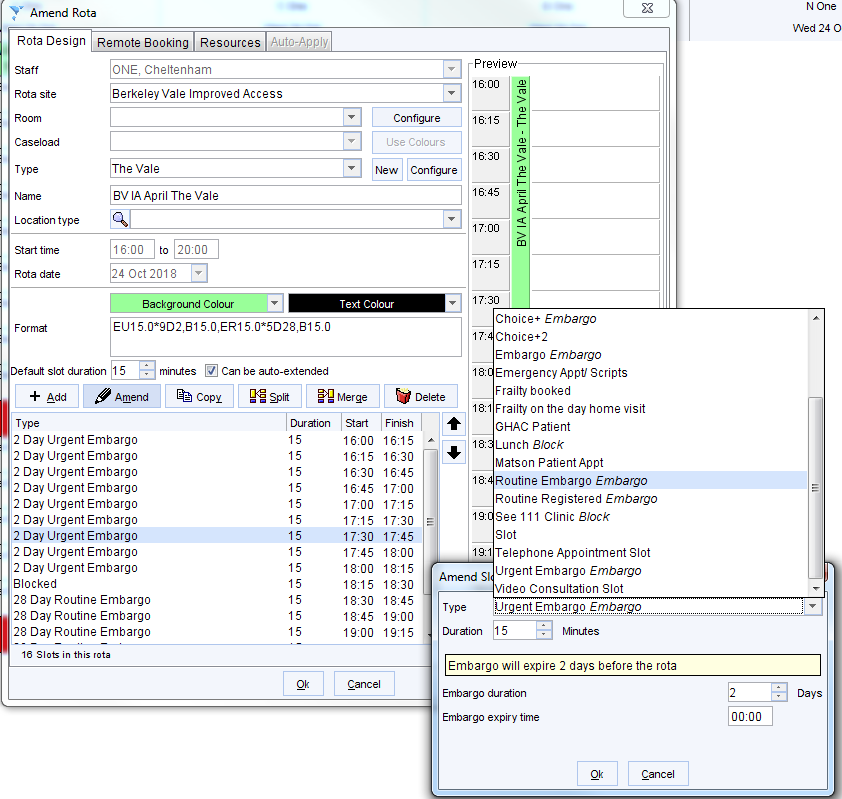 Amend Rota
N One
Wed 24 O
Rota Design Remote Booking Resources Auto-Apply
Staff ONE, Cheltenham
Rota site Berkeley Vale Improved Access
Room Configure
Caseload Use Colours
Type The Vale New Configure
Name BV IA April The Vale
Location type
Start time 16:00 to 20:00
Rota date 24 Oct 2018
Background Colour Text Colour
Format EU15.0*9D2,B15.0,ER15.0*5D28,B15.0
Default slot duration 15 minutes Can be auto-extended
Add Amend Copy Split Merge Delete
Type Duration Start Finish
2 Day Urgent Embargo 15 16:00 16:15
2 Day Urgent Embargo 15 16:15 16:30
2 Day Urgent Embargo 15 16:30 16:45
2 Day Urgent Embargo 15 16:45 17:00
2 Day Urgent Embargo 15 17:00 17:15
2 Day Urgent Embargo 15 17:15 17:30
2 Day Urgent Embargo 15 17:30 17:45
2 Day Urgent Embargo 15 17:45 18:00
2 Day Urgent Embargo 15 18:00 18:15
Blocked 15 18:15 18:30
28 Day Routine Embargo 15 18:30 18:45
28 Day Routine Embargo 15 18:45 19:00
28 Day Routine Embargo 15 19:00 19:15
16 Slots in this rota
Ok Cancel
Preview
16:00
16:15
16:30
16:45
17:00
17:15
17:30
17:4
18:0
18:1
18:3
18:4
19:0
19:1
BV IA April The Vale - The Vale
Choice+ Embargo
Choice+2
Embargo Embargo
Emergency Appt/ Scripts
Frailty booked
Frailty on the day home visit
GHAC Patient
Lunch Block
Matson Patient Appt
Routine Embargo Embargo
Routine Registered Embargo
See 111 Clinic Block
Slot
Telephone Appointment Slot
Urgent Embargo Embargo
Video Consultation Slot
Amend Slo
Type Urgent Embargo Embargo
Duration 15 Minutes
Embargo will expire 2 days before the rota
Embargo duration 2 Days
Embargo expiry time 00:00
Ok Cancel